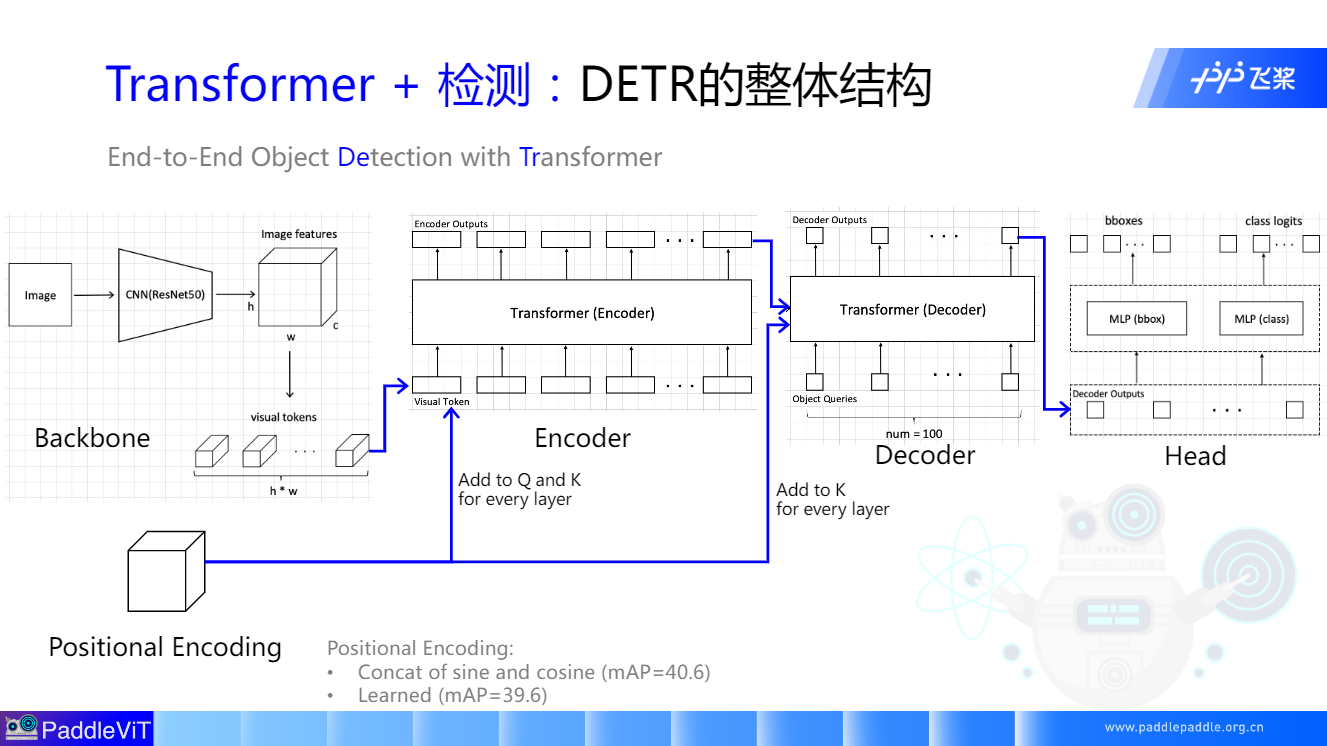 Transformer + 检测：DETR的整体结构
飞桨
End-to-End Object Detection with Transformer
Image
CNN(ResNet50)
Image features
h
w
c
visual tokens
· · ·
h * w
Backbone
Encoder Outputs
· · ·
Transformer (Encoder)
· · ·
Visual Token
Encoder
Add to Q and K
for every layer
Decoder Outputs
· · ·
Transformer (Decoder)
· · ·
Object Queries
num = 100
Decoder
Add to K
for every layer
bboxes
class logits
· · ·
· · ·
MLP (bbox)
MLP (class)
Decoder Outputs
· · ·
Head
Positional Encoding
Positional Encoding:
• Concat of sine and cosine (mAP=40.6)
• Learned (mAP=39.6)
PaddleViT
www.paddlepaddle.org.cn